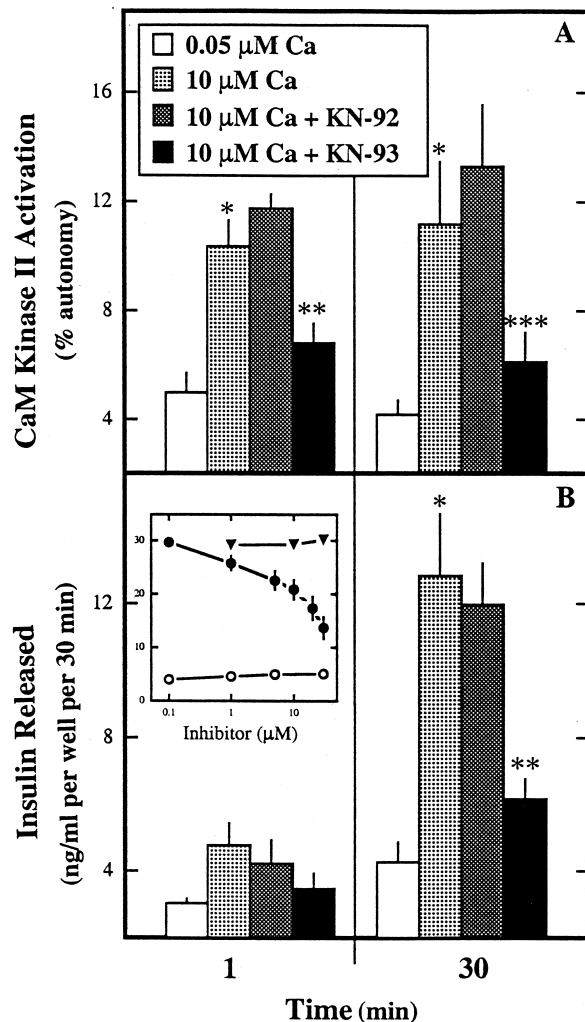 A
0.05 μM Ca
10 μM Ca
10 μM Ca + KN-92
10 μM Ca + KN-93
16
12
8
4
*
**
*
***
CaM Kinase II Activation
(% autonomy)
B
30
20
10
0
0.1
1
10
Inhibitor (μM)
12
8
4
*
**
Insulin Released
(ng/ml per well per 30 min)
1
30
Time (min)